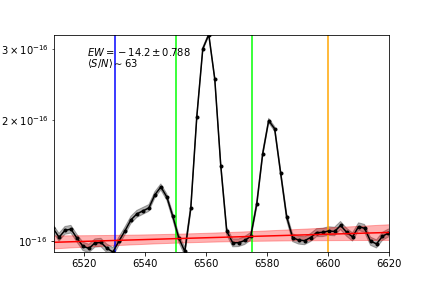 3 × 10⁻¹⁶
EW = −14.2 ± 0.788
⟨S/N⟩ ~ 63
2 × 10⁻¹⁶
10⁻¹⁶
6520 6540 6560 6580 6600 6620